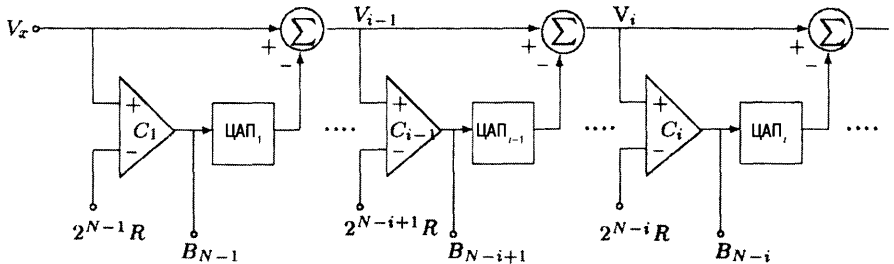 V_x Σ V_{i-1} Σ V_i Σ
+ - + - + -
+ C_1 - ЦАП_1 .... + C_{i-1} - ЦАП_{i-1} .... + C_i - ЦАП_i ....
2^{N-1}R 2^{N-i+1}R 2^{N-i}R
B_{N-1} B_{N-i+1} B_{N-i}